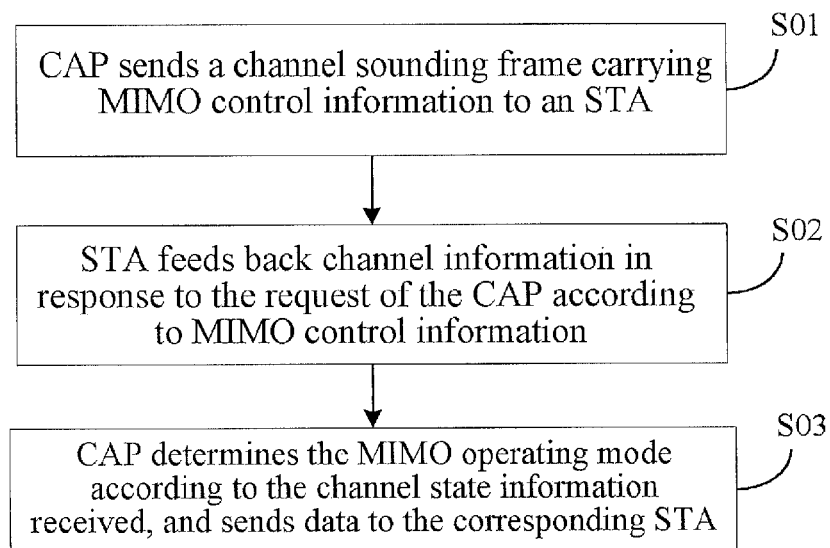 S01
CAP sends a channel sounding frame carrying
MIMO control information to an STA
S02
STA feeds back channel information in
response to the request of the CAP according
to MIMO control information
S03
CAP determines the MIMO operating mode
according to the channel state information
received, and sends data to the corresponding STA